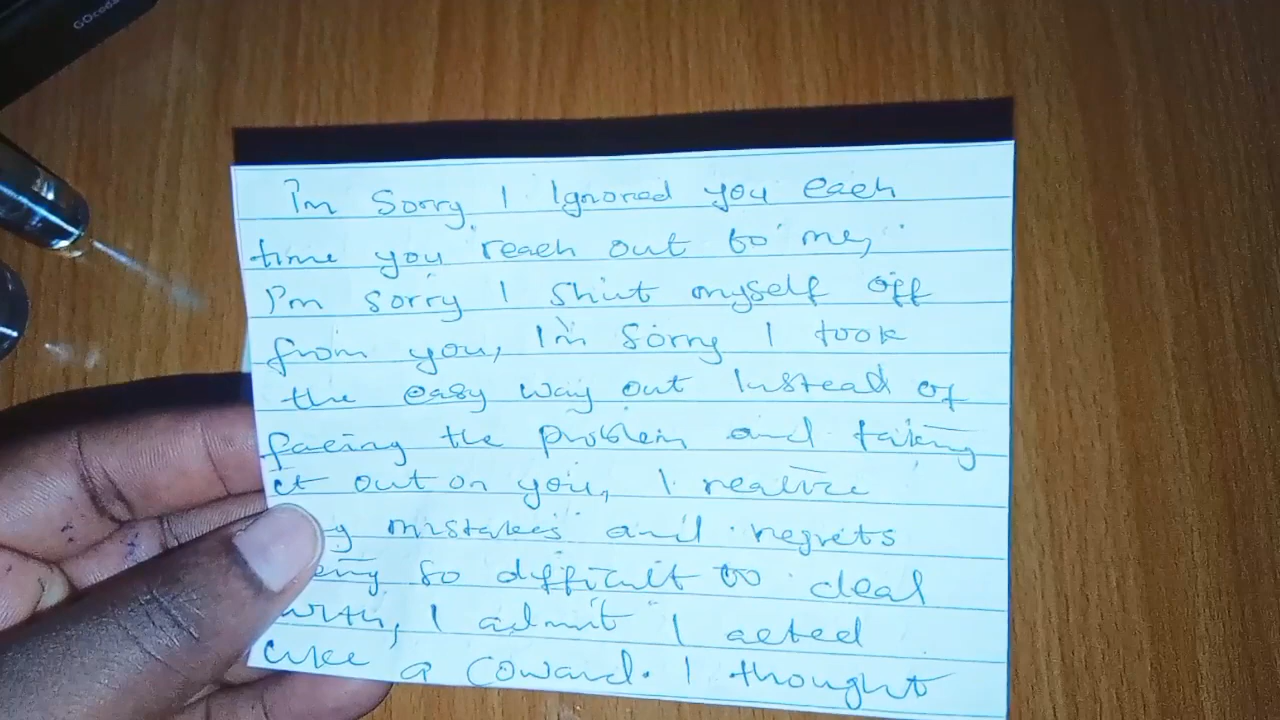 I'm Sorry I Ignored you each
time you reach out to me,
I'm sorry I Shut myself off
from you, I'm Sorry I took
the easy way out Instead of
facing the problem and taking
it out on you, I realize
mistakes and regrets
so difficult to deal
with, I admit I acted
like a Coward. I thought